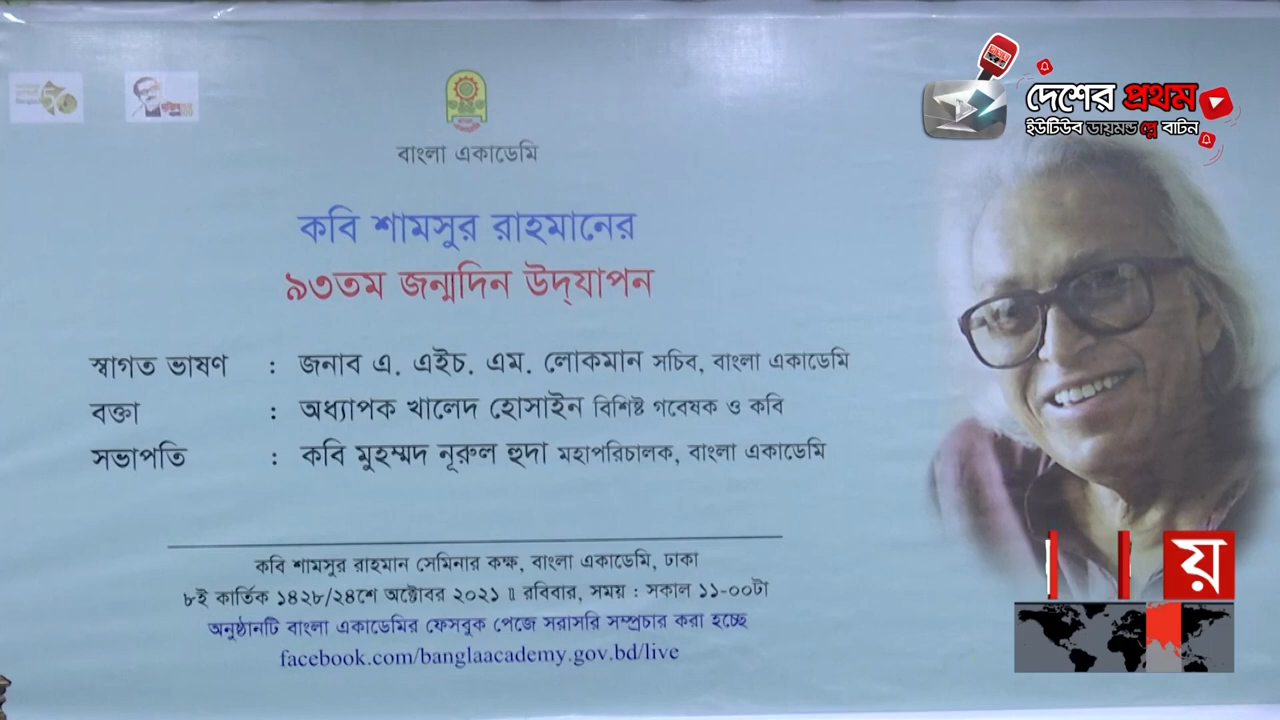 বাংলা একাডেমি
কবি শামসুর রাহমানের
৯৩তম জন্মদিন উদ্‌যাপন
স্বাগত ভাষণ : জনাব এ. এইচ. এম. লোকমান সচিব, বাংলা একাডেমি
বক্তা : অধ্যাপক খালেদ হোসাইন বিশিষ্ট গবেষক ও কবি
সভাপতি : কবি মুহম্মদ নূরুল হুদা মহাপরিচালক, বাংলা একাডেমি
কবি শামসুর রাহমান সেমিনার কক্ষ, বাংলা একাডেমি, ঢাকা
৮ই কার্তিক ১৪২৮/২৪শে অক্টোবর ২০২১ ॥ রবিবার, সময় : সকাল ১১-০০টা
অনুষ্ঠানটি বাংলা একাডেমির ফেসবুক পেজে সরাসরি সম্প্রচার করা হচ্ছে
facebook.com/banglaacademy.gov.bd/live
দেশের প্রথম
ইউটিউব ডায়মন্ড প্লে বাটন
য়